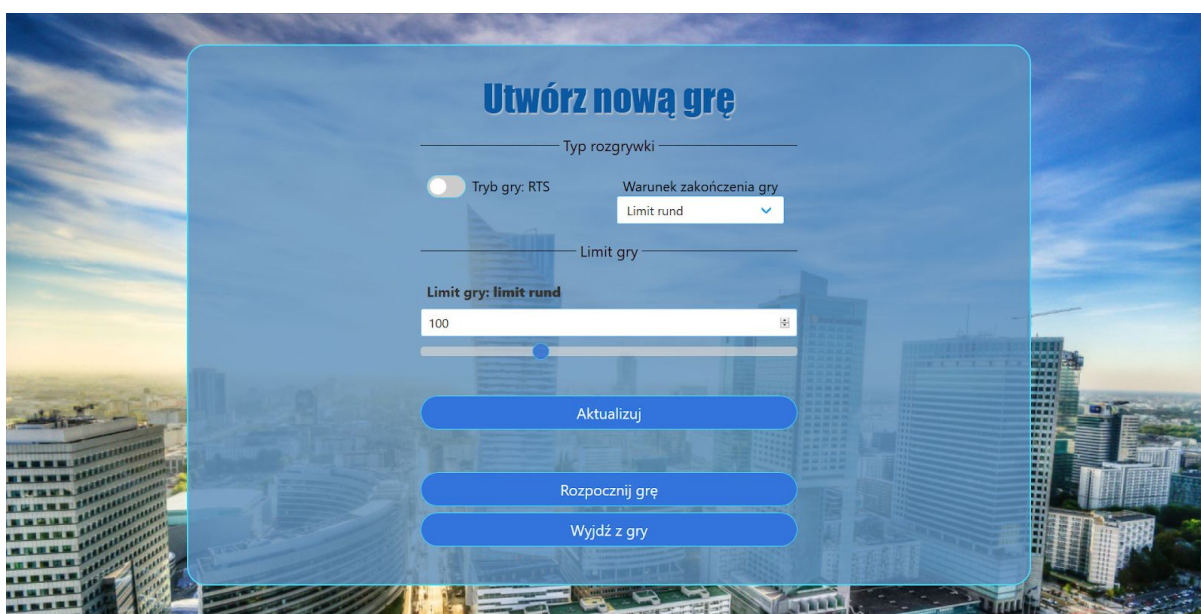 Utwórz nową grę
Typ rozgrywki
Tryb gry: RTS
Warunek zakończenia gry
Limit rund
Limit gry
Limit gry: limit rund
100
Aktualizuj
Rozpocznij grę
Wyjdź z gry